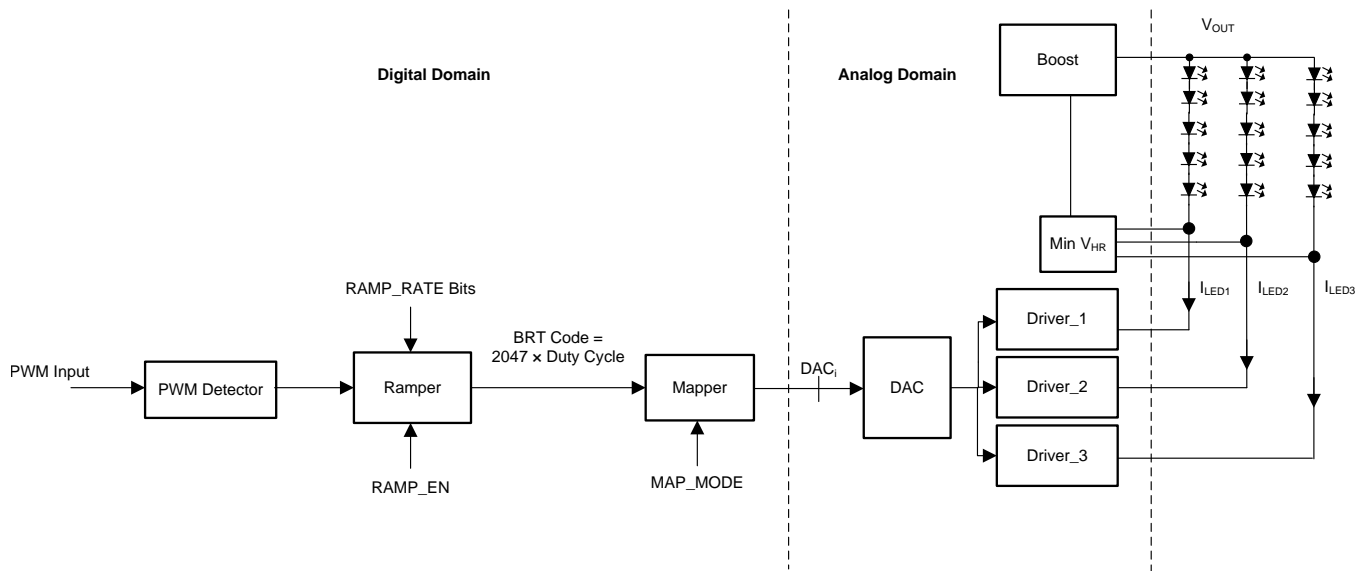 Digital Domain
Analog Domain
Boost
VOUT
Min VHR
ILED1
ILED2
ILED3
RAMP_RATE Bits
BRT Code =
2047 × Duty Cycle
PWM Input
PWM Detector
Ramper
Mapper
DACi
DAC
Driver_1
Driver_2
Driver_3
RAMP_EN
MAP_MODE